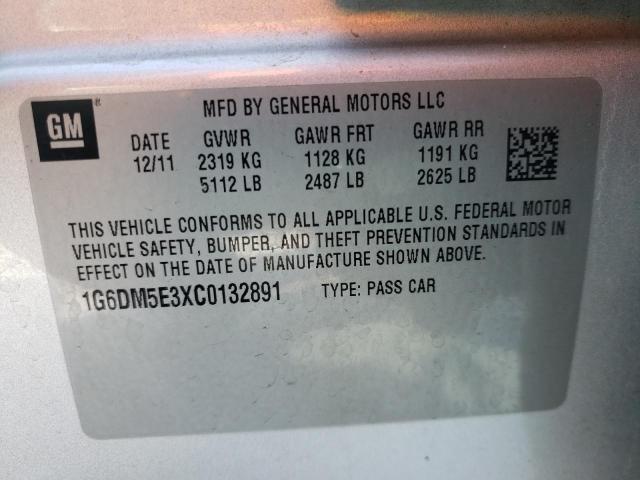 GM®
MFD BY GENERAL MOTORS LLC
DATE GVWR GAWR FRT GAWR RR
12/11 2319 KG 1128 KG 1191 KG
5112 LB 2487 LB 2625 LB
THIS VEHICLE CONFORMS TO ALL APPLICABLE U.S. FEDERAL MOTOR
VEHICLE SAFETY, BUMPER, AND THEFT PREVENTION STANDARDS IN
EFFECT ON THE DATE OF MANUFACTURE SHOWN ABOVE.
1G6DM5E3XC0132891 TYPE: PASS CAR